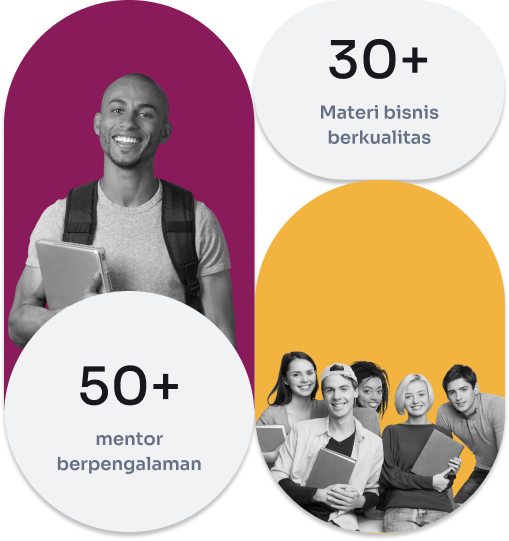 30+
Materi bisnis
berkualitas
50+
mentor
berpengalaman